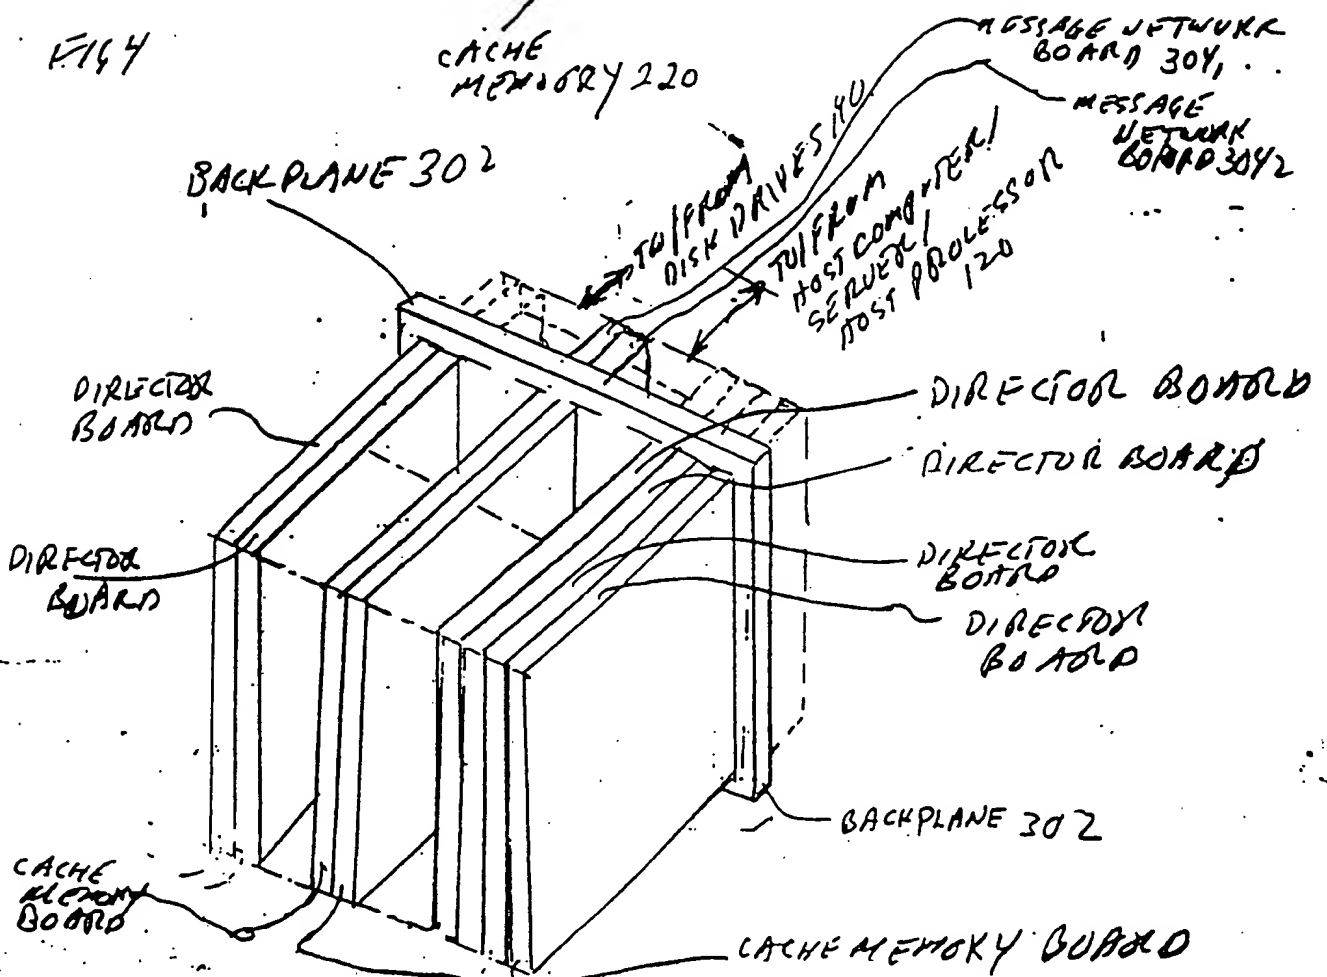 FIG 4
CACHE
MEMORY 220
MESSAGE NETWORK
BOARD 304,
MESSAGE
NETWORK
BOARD 3042
BACKPLANE 302
TO/FROM
DISK DRIVES 140
TO/FROM
HOST COMPUTER/
SERVER/
HOST PROCESSOR
120
DIRECTOR
BOARD
DIRECTOR BOARD
DIRECTOR BOARD
DIRECTOR
BOARD
DIRECTOR
BOARD
DIRECTOR
BOARD
BACKPLANE 302
CACHE
MEMORY
BOARD
CACHE MEMORY BOARD